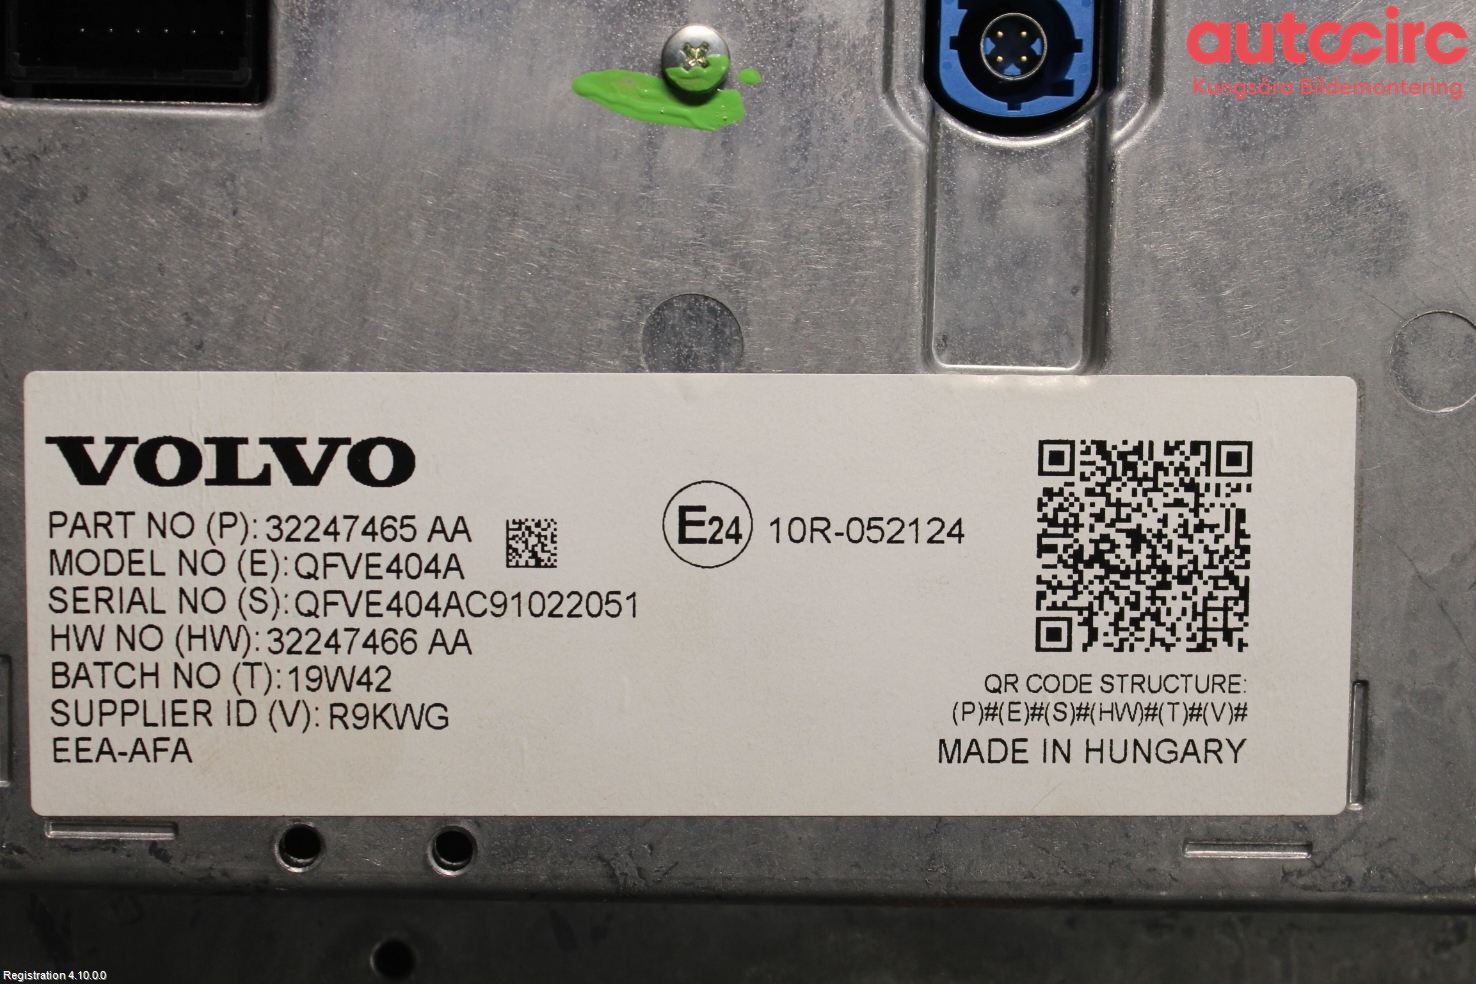 autocirc
Kungsåra Bildemontering
VOLVO
PART NO (P): 32247465 AA
MODEL NO (E): QFVE404A
SERIAL NO (S): QFVE404AC91022051
HW NO (HW): 32247466 AA
BATCH NO (T): 19W42
SUPPLIER ID (V): R9KWG
EEA-AFA
E24 10R-052124
QR CODE STRUCTURE:
(P)#(E)#(S)#(HW)#(T)#(V)#
MADE IN HUNGARY
Registration 4.10.0.0